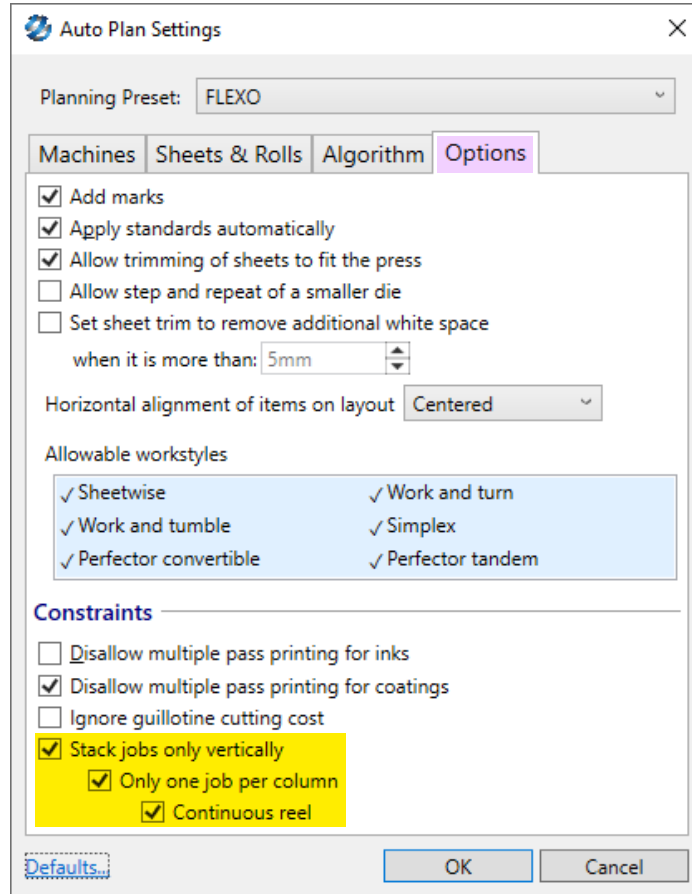 Auto Plan Settings
Planning Preset: FLEXO
Machines Sheets & Rolls Algorithm Options
Add marks
Apply standards automatically
Allow trimming of sheets to fit the press
Allow step and repeat of a smaller die
Set sheet trim to remove additional white space
when it is more than: 5mm
Horizontal alignment of items on layout Centered
Allowable workstyles
Sheetwise Work and turn
Work and tumble Simplex
Perfector convertible Perfector tandem
Constraints
Disallow multiple pass printing for inks
Disallow multiple pass printing for coatings
Ignore guillotine cutting cost
Stack jobs only vertically
Only one job per column
Continuous reel
Defaults... OK Cancel